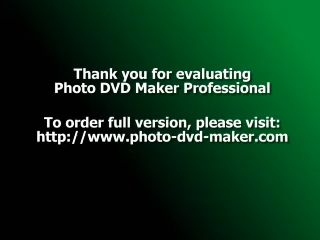 Thank you for evaluating
Photo DVD Maker Professional
To order full version, please visit:
http://www.photo-dvd-maker.com